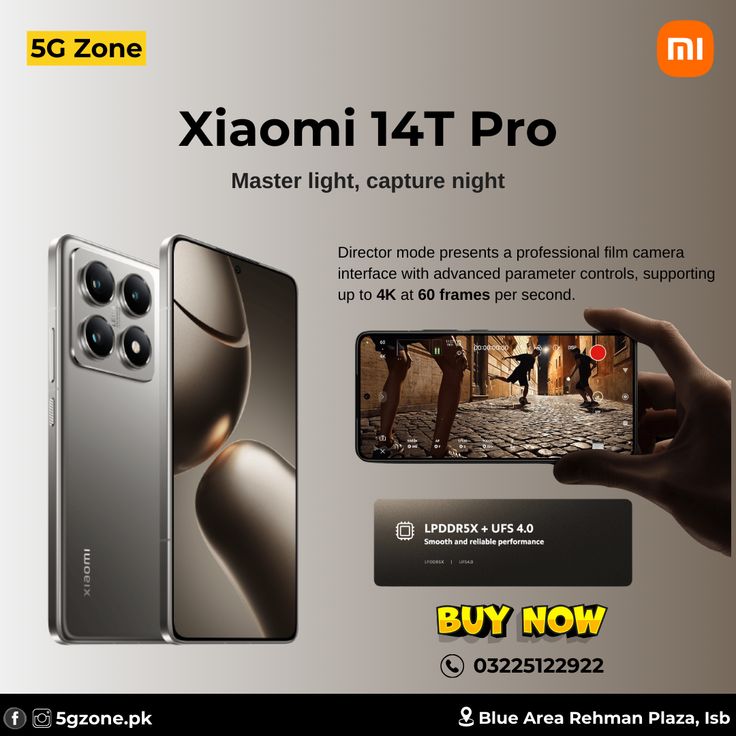 5G Zone
Xiaomi 14T Pro
Master light, capture night
Director mode presents a professional film camera
interface with advanced parameter controls, supporting
up to 4K at 60 frames per second.
xiaomi
LPDDR5X + UFS 4.0
Smooth and reliable performance
LPDDR5X | UFS4.0
BUY NOW
03225122922
5gzone.pk
Blue Area Rehman Plaza, Isb